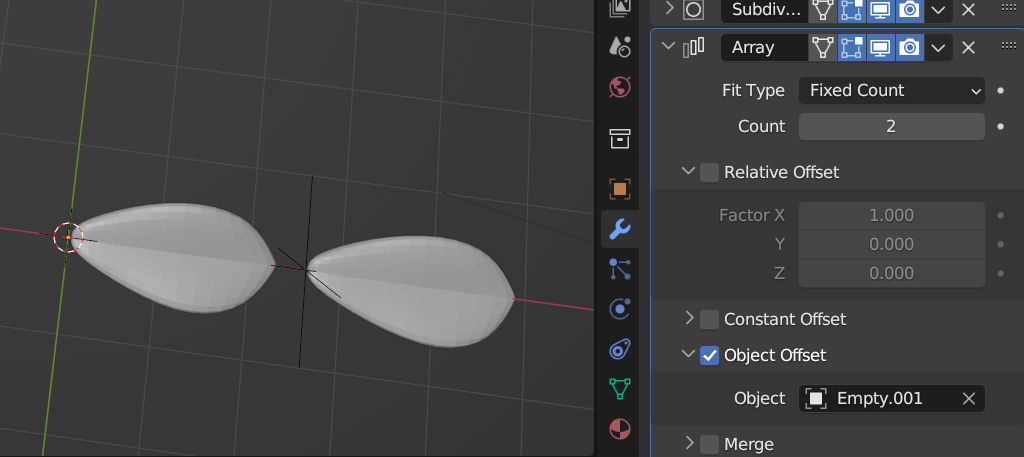 Subdiv...
Array
Fit Type Fixed Count
Count 2
Relative Offset
Factor X 1.000
Y 0.000
Z 0.000
Constant Offset
Object Offset
Object Empty.001
Merge